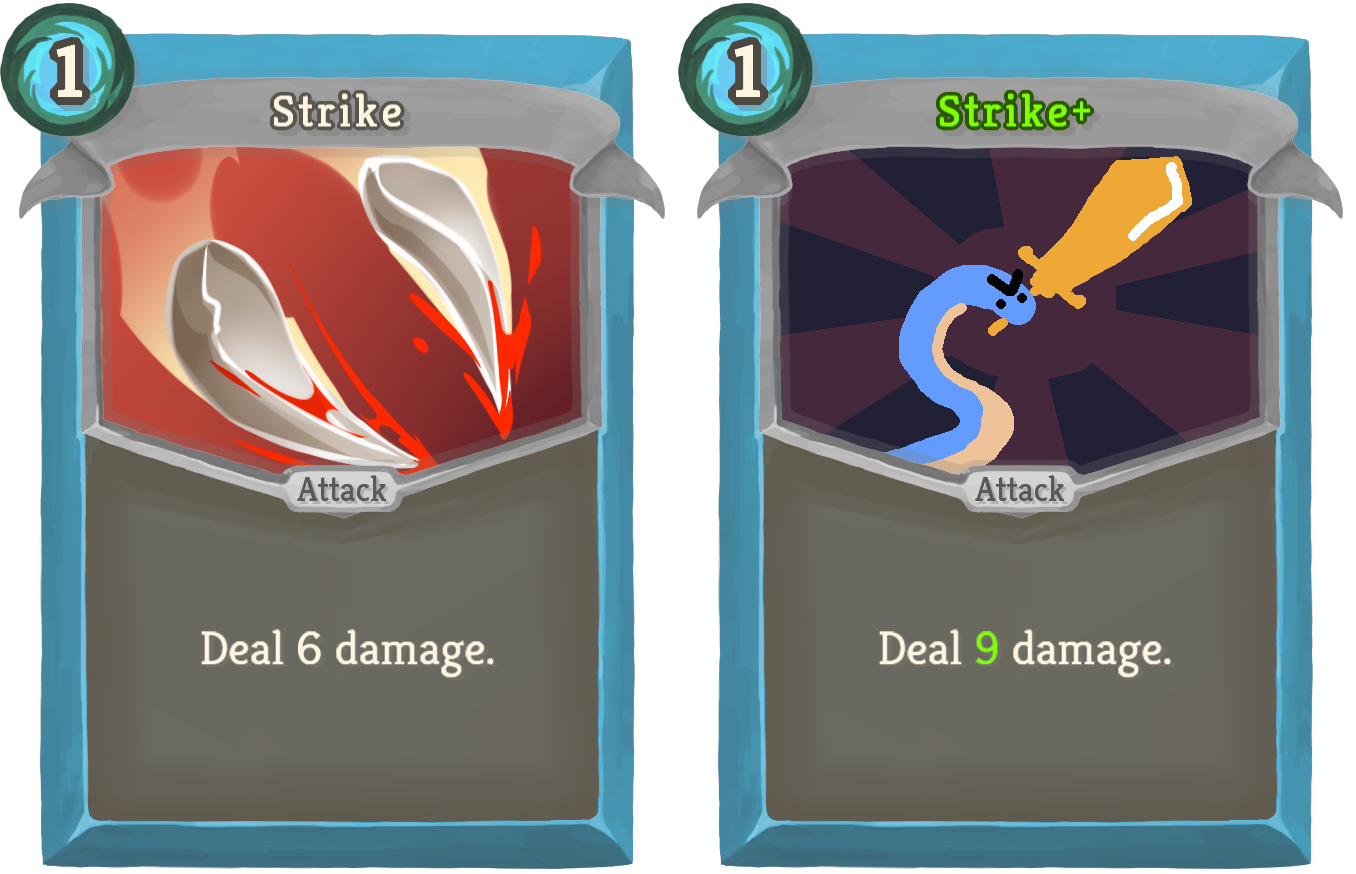 1
Strike
Attack
Deal 6 damage.
1
Strike+
Attack
Deal 9 damage.